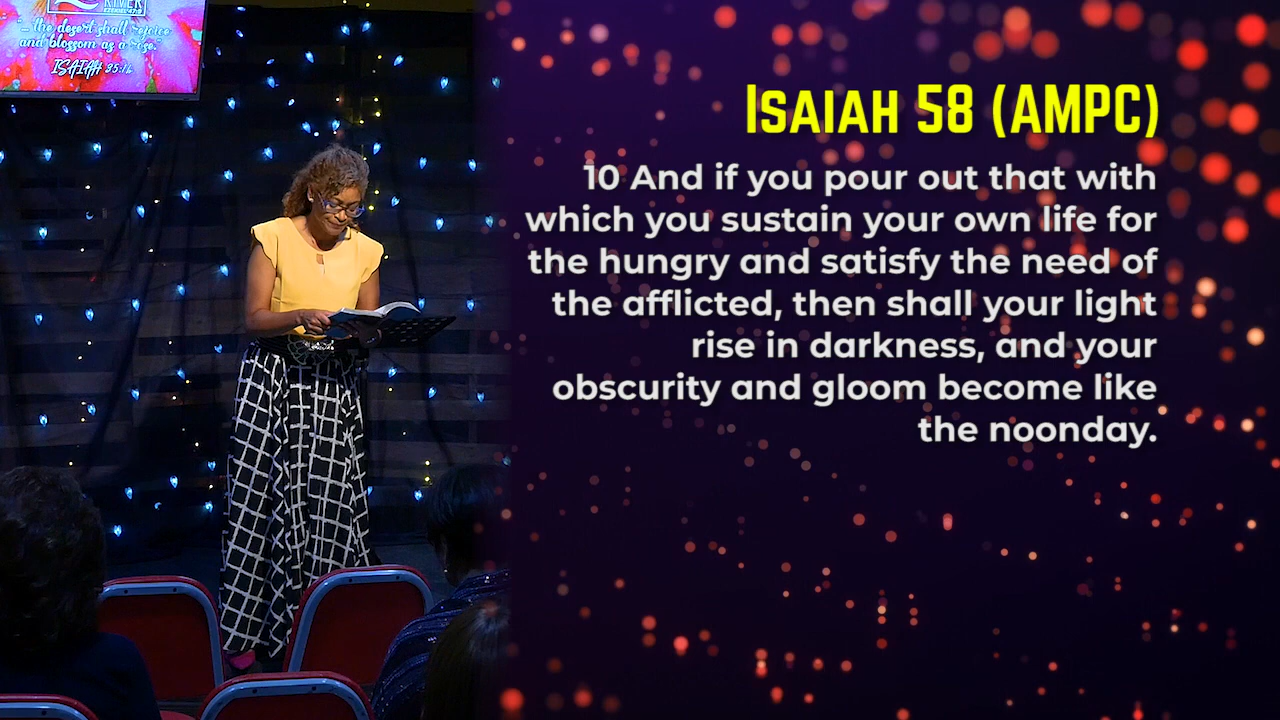 RIVER
"...the desert shall rejoice
and blossom as a rose."
ISAIAH 35:1b
Isaiah 58 (AMPC)
10 And if you pour out that with
which you sustain your own life for
the hungry and satisfy the need of
the afflicted, then shall your light
rise in darkness, and your
obscurity and gloom become like
the noonday.